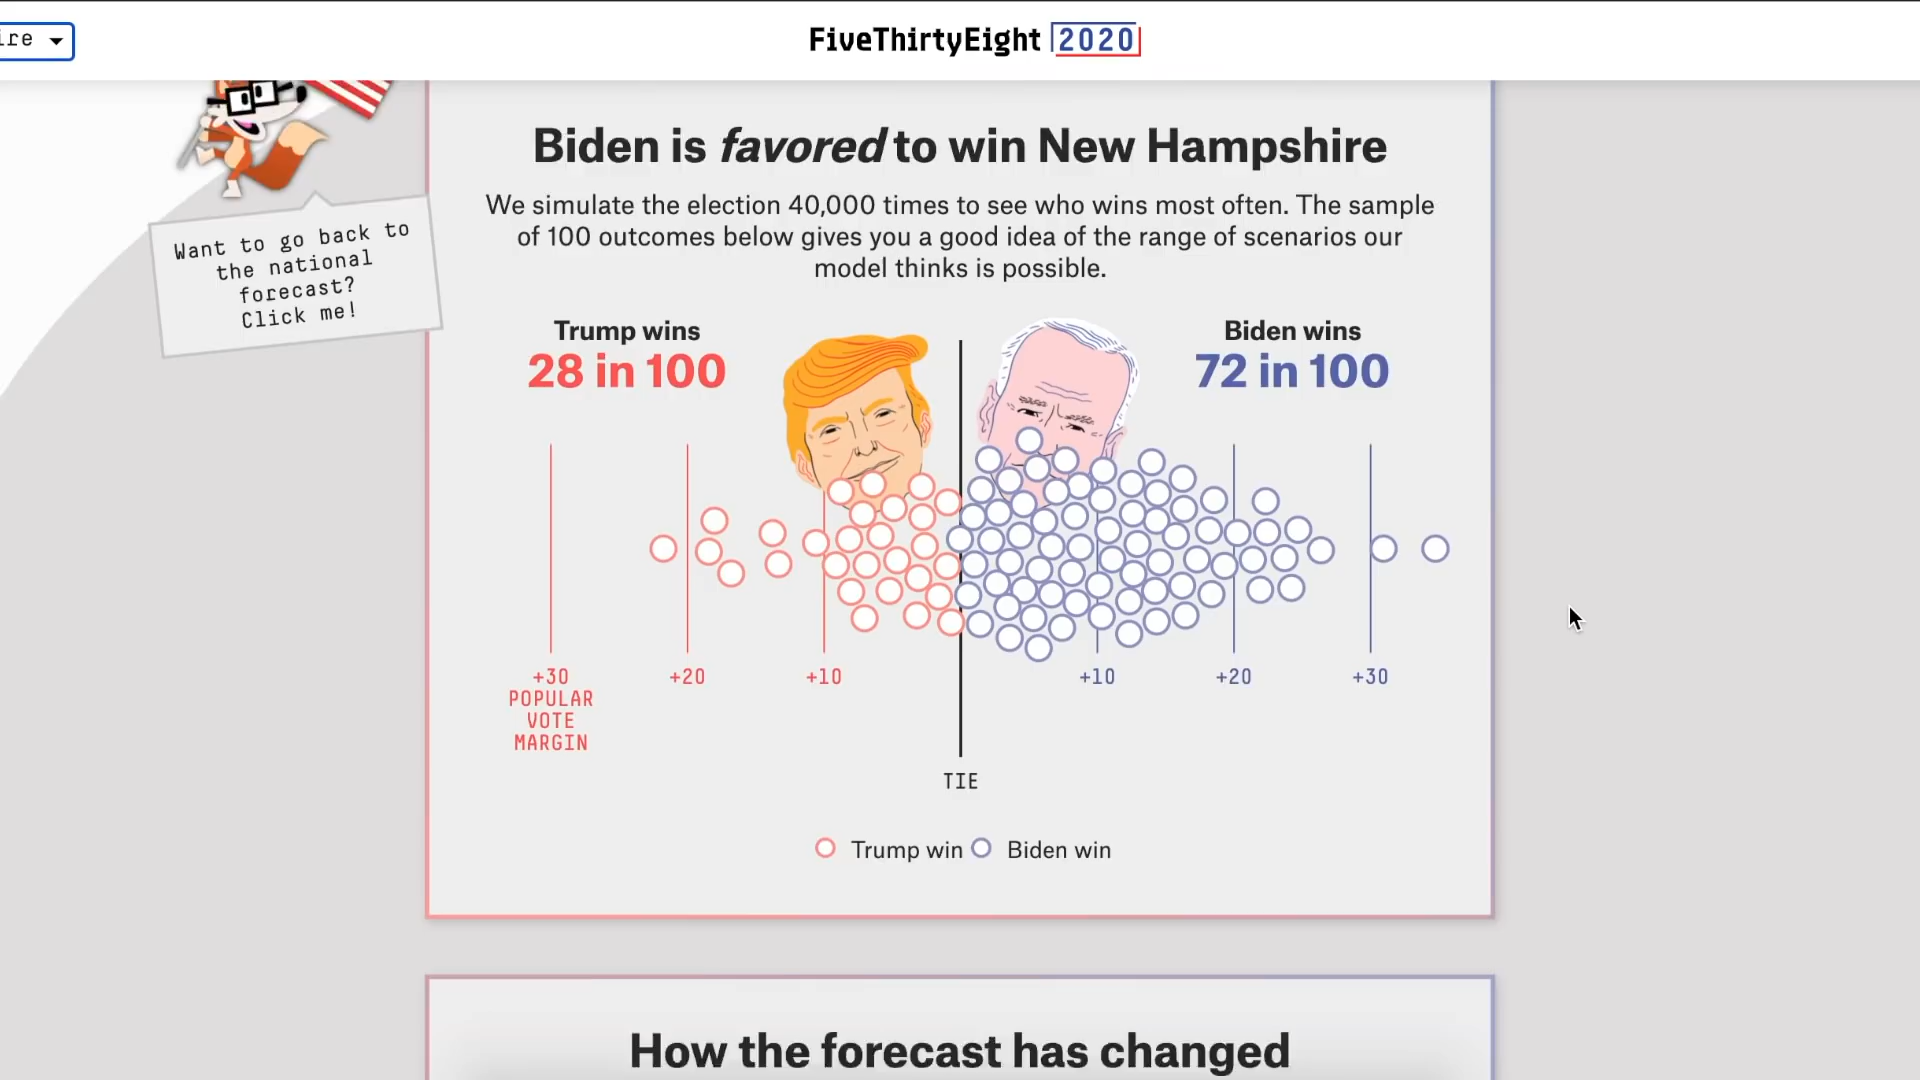 ire
FiveThirtyEight 2020
Biden is favored to win New Hampshire
We simulate the election 40,000 times to see who wins most often. The sample
of 100 outcomes below gives you a good idea of the range of scenarios our
model thinks is possible.
Want to go back to
the national
forecast?
Click me!
Trump wins
28 in 100
Biden wins
72 in 100
+30
POPULAR
VOTE
MARGIN
+20
+10
+10
+20
+30
TIE
Trump win
Biden win
How the forecast has changed